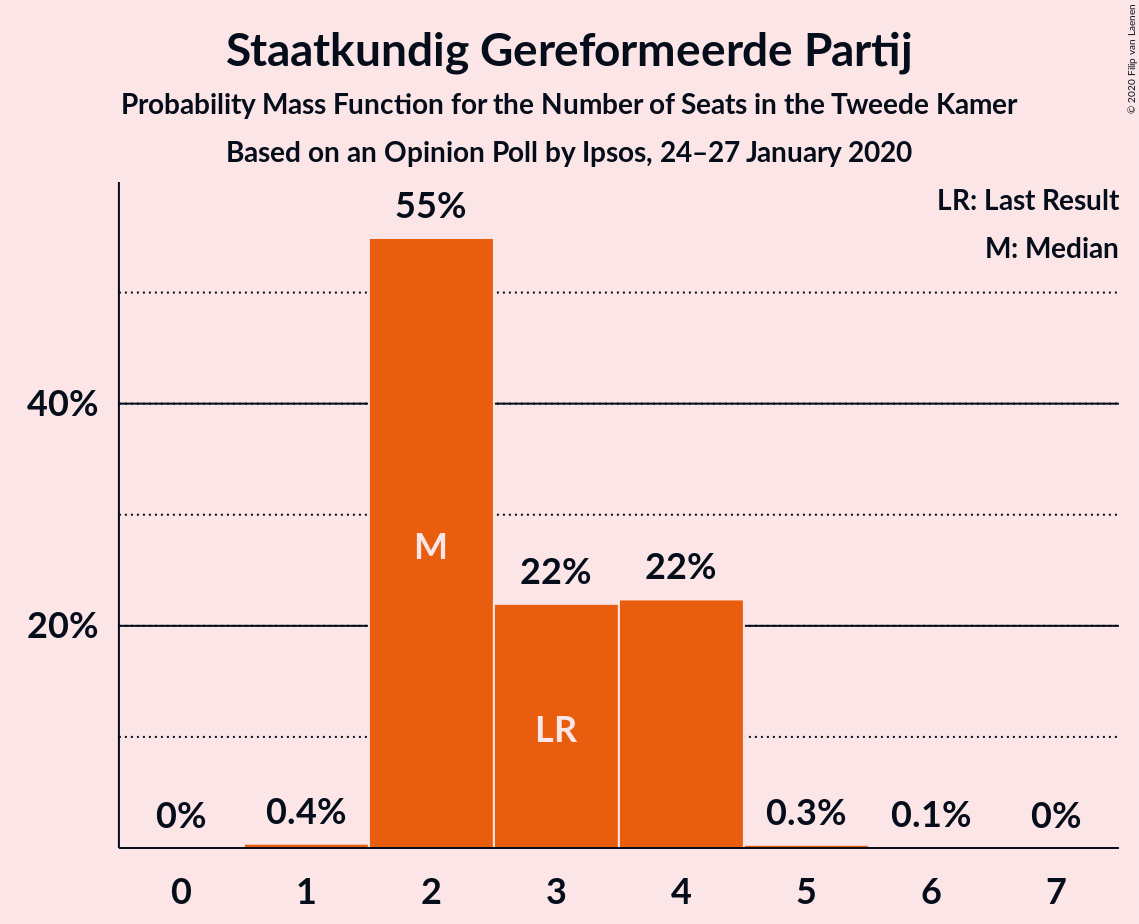 Staatkundig Gereformeerde Partij
Probability Mass Function for the Number of Seats in the Tweede Kamer
Based on an Opinion Poll by Ipsos, 24–27 January 2020
© 2020 Filip van Laenen
LR: Last Result
M: Median
55%
40%
M
22%
22%
20%
LR
0%
0.4%
0.3%
0.1%
0%
0 1 2 3 4 5 6 7